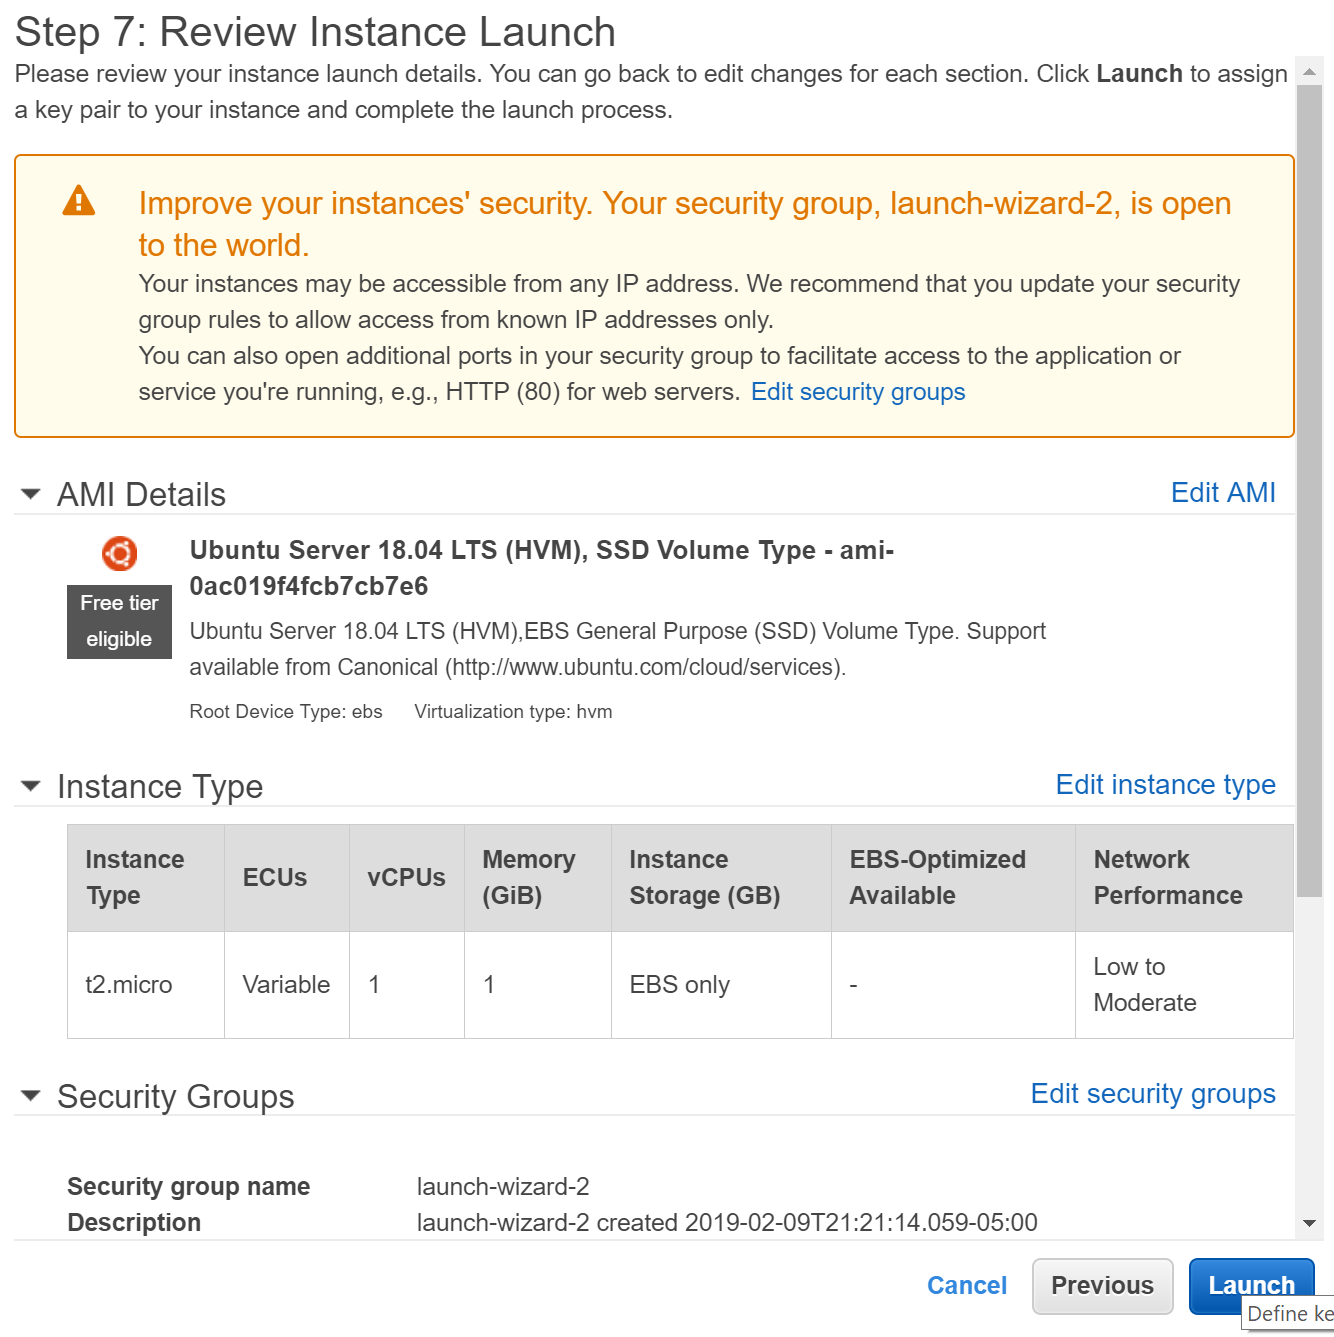 Step 7: Review Instance Launch
Please review your instance launch details. You can go back to edit changes for each section. Click Launch to assign
a key pair to your instance and complete the launch process.
Improve your instances' security. Your security group, launch-wizard-2, is open
to the world.
Your instances may be accessible from any IP address. We recommend that you update your security
group rules to allow access from known IP addresses only.
You can also open additional ports in your security group to facilitate access to the application or
service you're running, e.g., HTTP (80) for web servers. Edit security groups
AMI Details Edit AMI
Ubuntu Server 18.04 LTS (HVM), SSD Volume Type - ami-
0ac019f4fcb7cb7e6
Free tier
eligible
Ubuntu Server 18.04 LTS (HVM),EBS General Purpose (SSD) Volume Type. Support
available from Canonical (http://www.ubuntu.com/cloud/services).
Root Device Type: ebs Virtualization type: hvm
Instance Type Edit instance type
Instance Type ECUs vCPUs Memory (GiB) Instance Storage (GB) EBS-Optimized Available Network Performance
t2.micro Variable 1 1 EBS only - Low to Moderate
Security Groups Edit security groups
Security group name launch-wizard-2
Description launch-wizard-2 created 2019-02-09T21:21:14.059-05:00
Cancel Previous Launch
Define ke